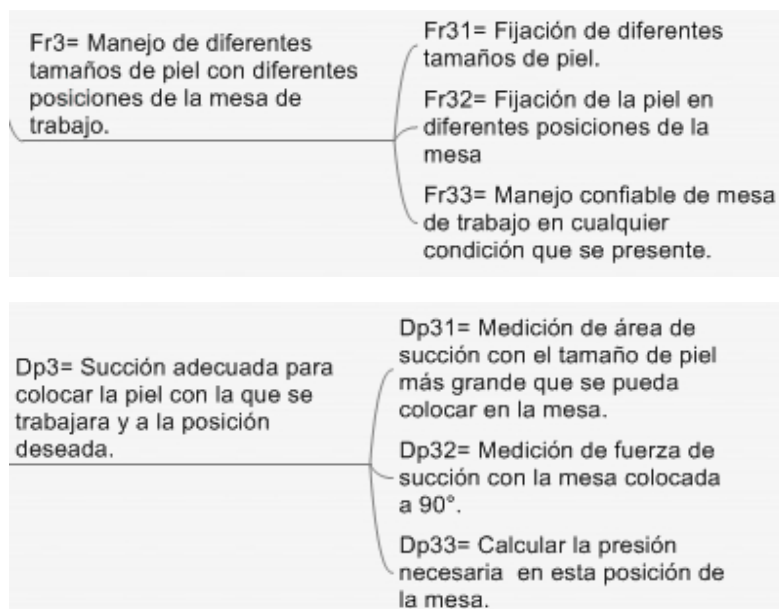 Fr3= Manejo de diferentes
tamaños de piel con diferentes
posiciones de la mesa de
trabajo.
Fr31= Fijación de diferentes
tamaños de piel.
Fr32= Fijación de la piel en
diferentes posiciones de la
mesa
Fr33= Manejo confiable de mesa
de trabajo en cualquier
condición que se presente.
Dp3= Succión adecuada para
colocar la piel con la que se
trabajara y a la posición
deseada.
Dp31= Medición de área de
succión con el tamaño de piel
más grande que se pueda
colocar en la mesa.
Dp32= Medición de fuerza de
succión con la mesa colocada
a 90°.
Dp33= Calcular la presión
necesaria en esta posición de
la mesa.